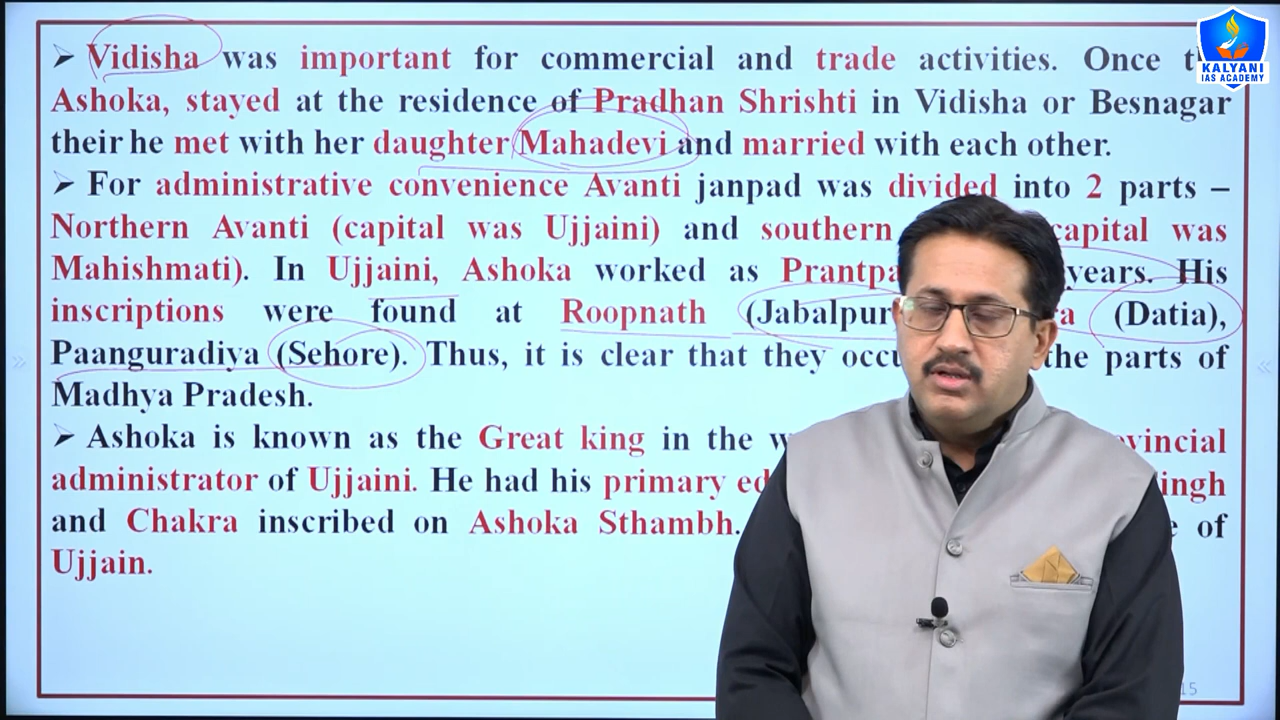 KALYANI
IAS ACADEMY
➢ Vidisha was important for commercial and trade activities. Once
Ashoka, stayed at the residence of Pradhan Shrishti in Vidisha or Besnagar
their he met with her daughter Mahadevi and married with each other.
➢ For administrative convenience Avanti janpad was divided into 2 parts –
Northern Avanti (capital was Ujjaini) and southern capital was
Mahishmati). In Ujjaini, Ashoka worked as years. His
inscriptions were found at Roopnath (Jabalpur (Datia),
Paanguradiya (Sehore). Thus, it is clear that they the parts of
Madhya Pradesh.
➢ Ashoka is known as the Great king in the
administrator of Ujjaini. He had his primary
and Chakra inscribed on Ashoka Sthambh. of
Ujjain.
15